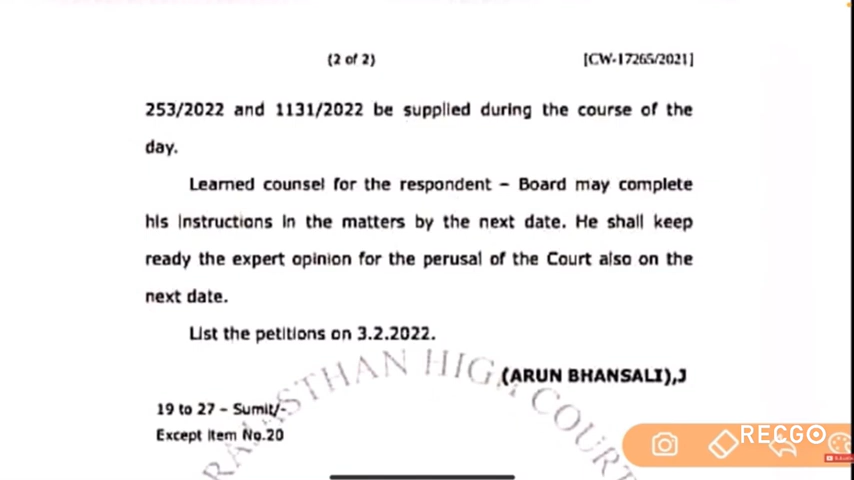 (2 of 2) [CW-17265/2021]
253/2022 and 1131/2022 be supplied during the course of the
day.
Learned counsel for the respondent – Board may complete
his instructions in the matters by the next date. He shall keep
ready the expert opinion for the perusal of the Court also on the
next date.
List the petitions on 3.2.2022.
(ARUN BHANSALI),J
19 to 27 – Sumit/-
Except Item No.20
RAJASTHAN HIGH COURT
RECGO